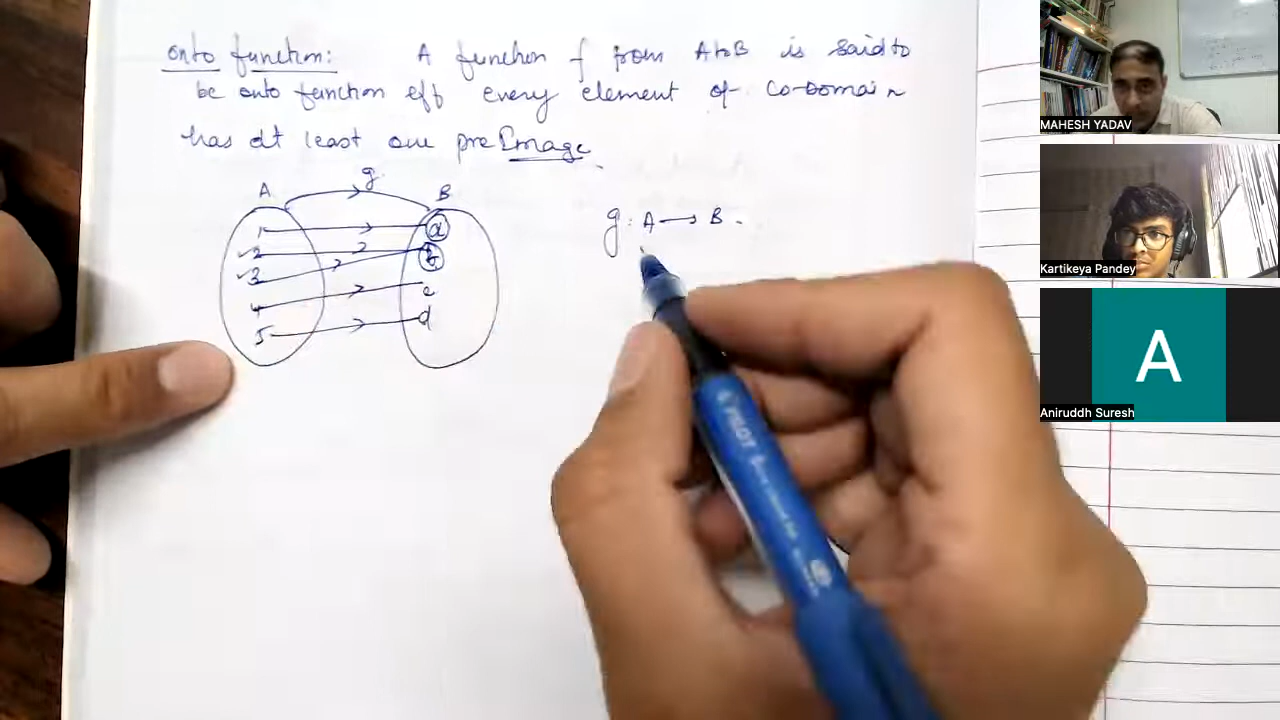 onto function: A function f from A to B is said to
be onto function iff every element of Co-Domain
has at least one preImage.
g
A B
1 a
2 b
3 c
4 d
5
g: A → B.
MAHESH YADAV
Kartikeya Pandey
A
Aniruddh Suresh
PILOT